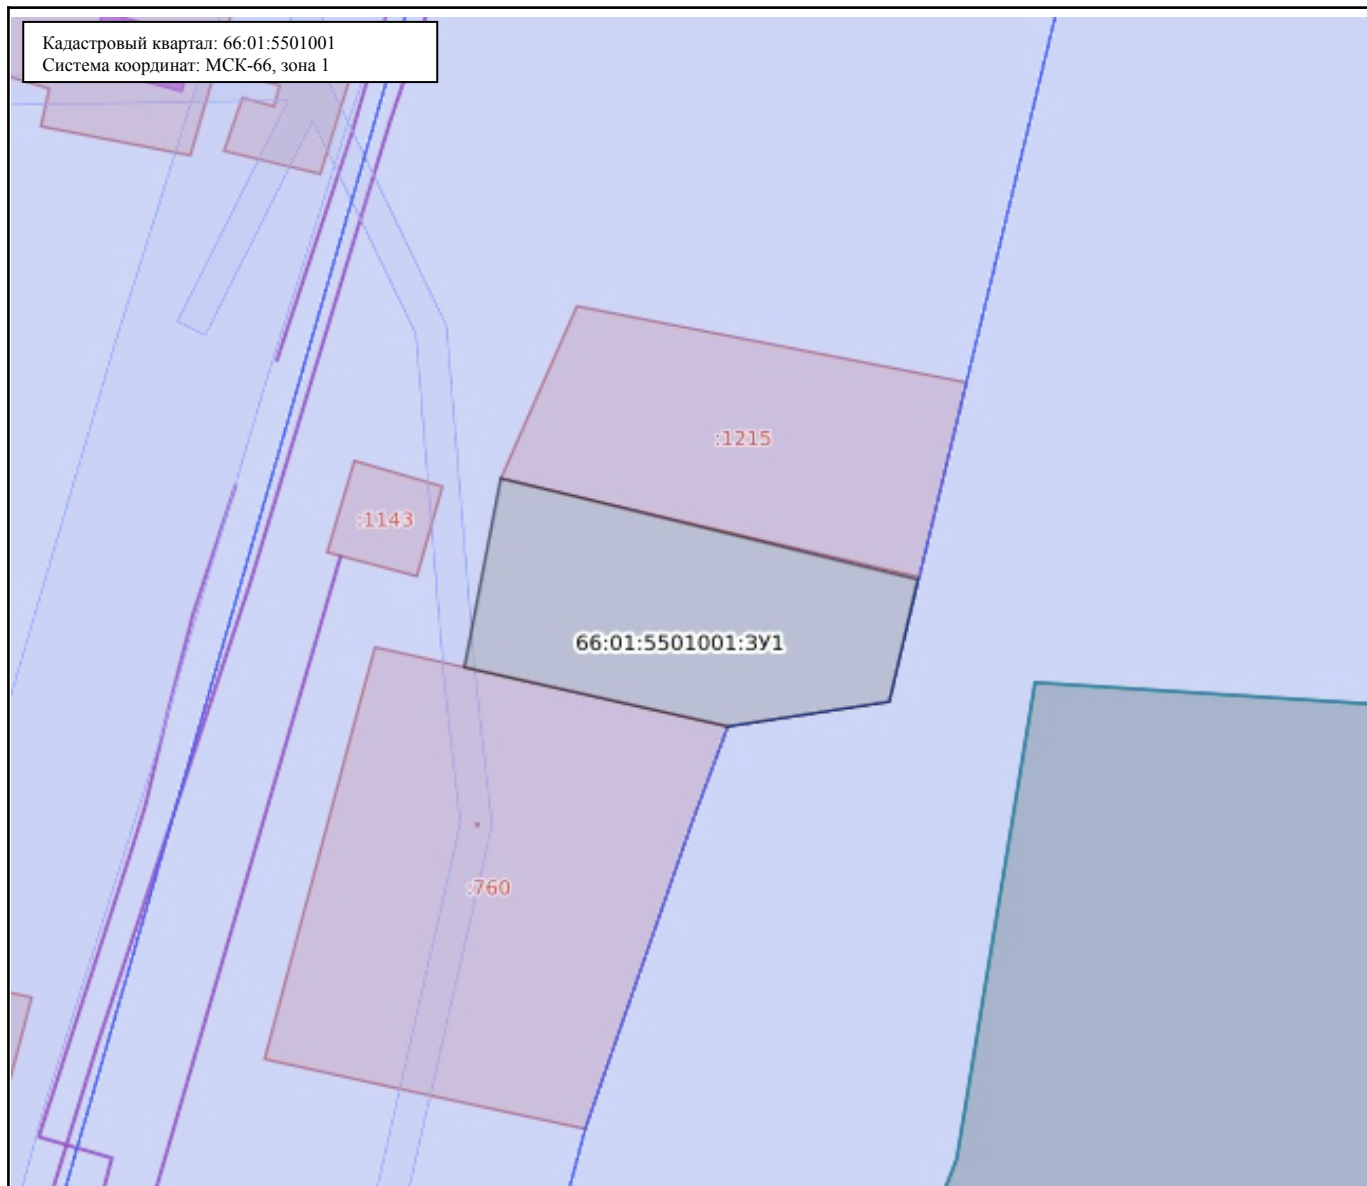 Кадастровый квартал: 66:01:5501001
Система координат: МСК-66, зона 1
:1215
:1143
66:01:5501001:ЗУ1
:760